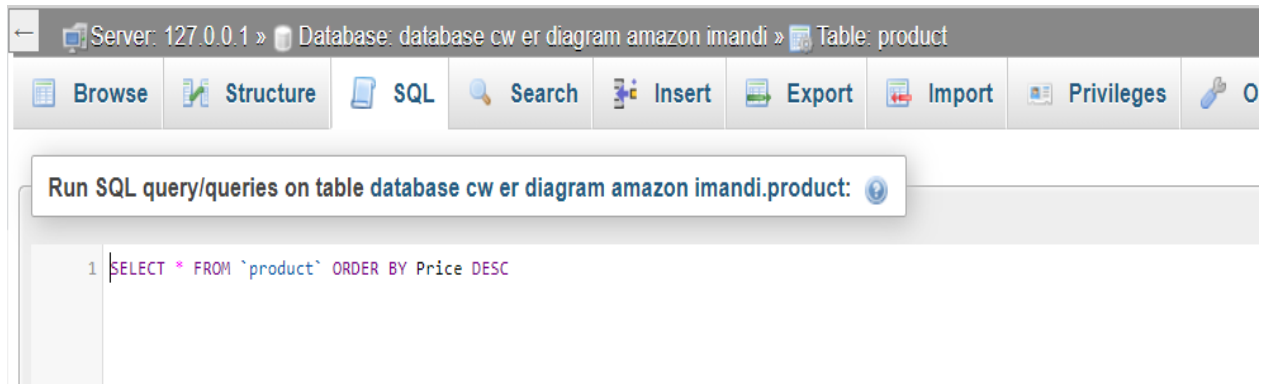 ← Server: 127.0.0.1 » Database: database cw er diagram amazon imandi » Table: product
Browse Structure SQL Search Insert Export Import Privileges O
Run SQL query/queries on table database cw er diagram amazon imandi.product:
1 SELECT * FROM `product` ORDER BY Price DESC